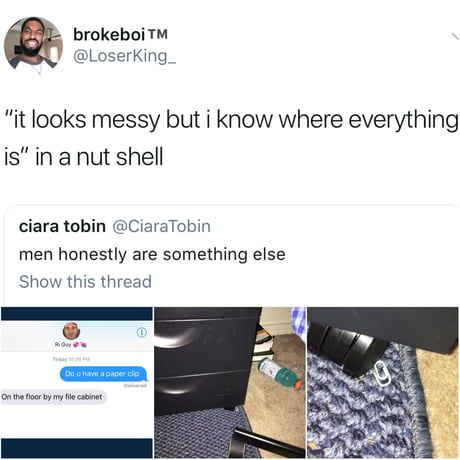 brokeboi TM
@LoserKing_
“it looks messy but i know where everything
is” in a nut shell
ciara tobin @CiaraTobin
men honestly are something else
Show this thread
Ri Guy
Today 10:38 PM
Do u have a paper clip
Delivered
On the floor by my file cabinet